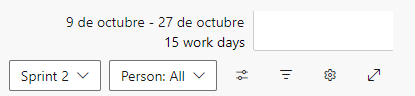 9 de octubre - 27 de octubre
15 work days
Sprint 2 Person: All